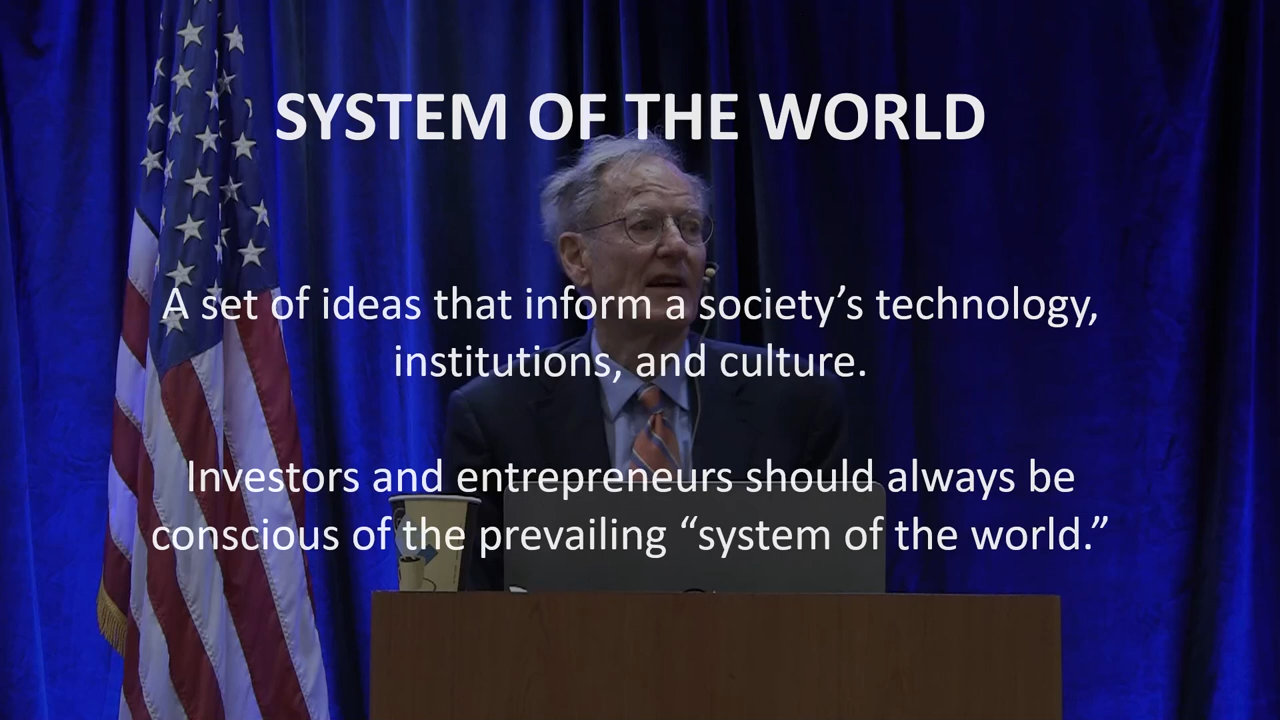 SYSTEM OF THE WORLD
A set of ideas that inform a society’s technology,
institutions, and culture.
Investors and entrepreneurs should always be
conscious of the prevailing “system of the world.”